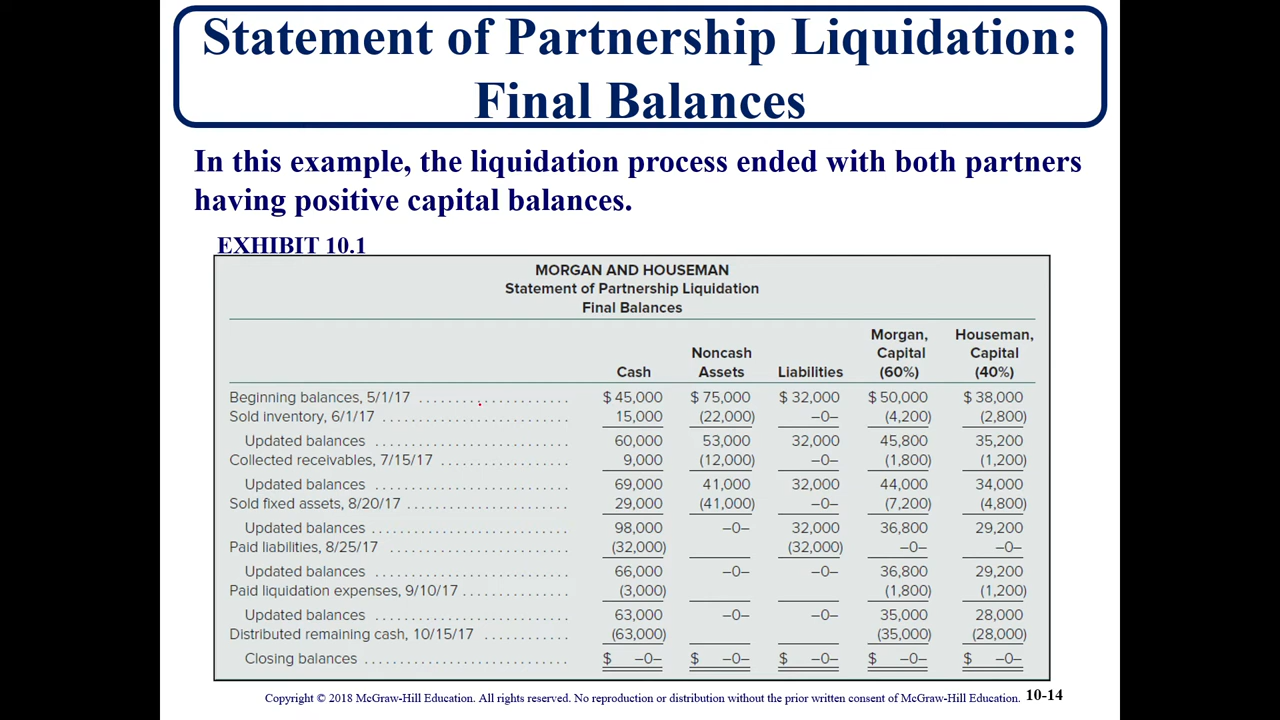 Statement of Partnership Liquidation:
Final Balances
In this example, the liquidation process ended with both partners
having positive capital balances.
EXHIBIT 10.1
MORGAN AND HOUSEMAN
Statement of Partnership Liquidation
Final Balances
Cash Noncash Assets Liabilities Morgan, Capital (60%) Houseman, Capital (40%)
Beginning balances, 5/1/17 ..................... $ 45,000 $ 75,000 $ 32,000 $ 50,000 $ 38,000
Sold inventory, 6/1/17 .......................... 15,000 (22,000) –0– (4,200) (2,800)
Updated balances ........................... 60,000 53,000 32,000 45,800 35,200
Collected receivables, 7/15/17 .................. 9,000 (12,000) –0– (1,800) (1,200)
Updated balances ........................... 69,000 41,000 32,000 44,000 34,000
Sold fixed assets, 8/20/17 ....................... 29,000 (41,000) –0– (7,200) (4,800)
Updated balances ........................... 98,000 –0– 32,000 36,800 29,200
Paid liabilities, 8/25/17 ......................... (32,000) (32,000) –0– –0–
Updated balances ........................... 66,000 –0– –0– 36,800 29,200
Paid liquidation expenses, 9/10/17 ............... (3,000) (1,800) (1,200)
Updated balances ........................... 63,000 –0– –0– 35,000 28,000
Distributed remaining cash, 10/15/17 ............ (63,000) (35,000) (28,000)
Closing balances ............................ $ –0– $ –0– $ –0– $ –0– $ –0–
Copyright © 2018 McGraw-Hill Education. All rights reserved. No reproduction or distribution without the prior written consent of McGraw-Hill Education. 10-14